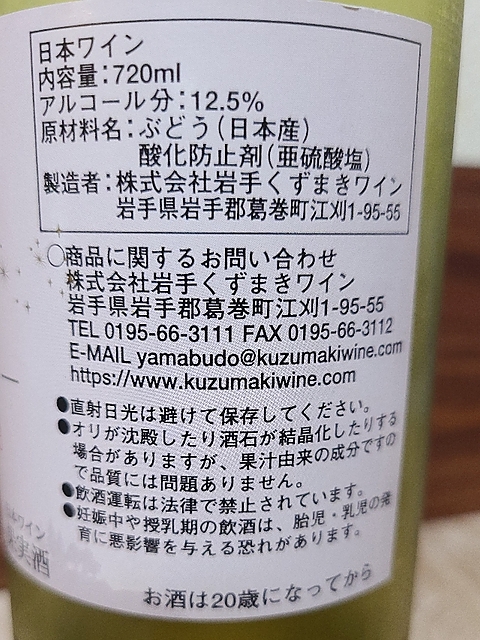 日本ワイン
内容量：720ml
アルコール分：12.5%
原材料名：ぶどう（日本産）
酸化防止剤（亜硫酸塩）
製造者：株式会社岩手くずまきワイン
岩手県岩手郡葛巻町江刈1-95-55
○商品に関するお問い合わせ
株式会社岩手くずまきワイン
岩手県岩手郡葛巻町江刈1-95-55
TEL 0195-66-3111 FAX 0195-66-3112
E-MAIL yamabudo@kuzumakiwine.com
https://www.kuzumakiwine.com
●直射日光は避けて保存してください。
●オリが沈殿したり酒石が結晶化したりする
場合がありますが、果汁由来の成分ですの
で品質には問題ありません。
●飲酒運転は法律で禁止されています。
●妊娠中や授乳期の飲酒は、胎児・乳児の発
育に悪影響を与える恐れがあります。
本ワイン
実酒
お酒は20歳になってから